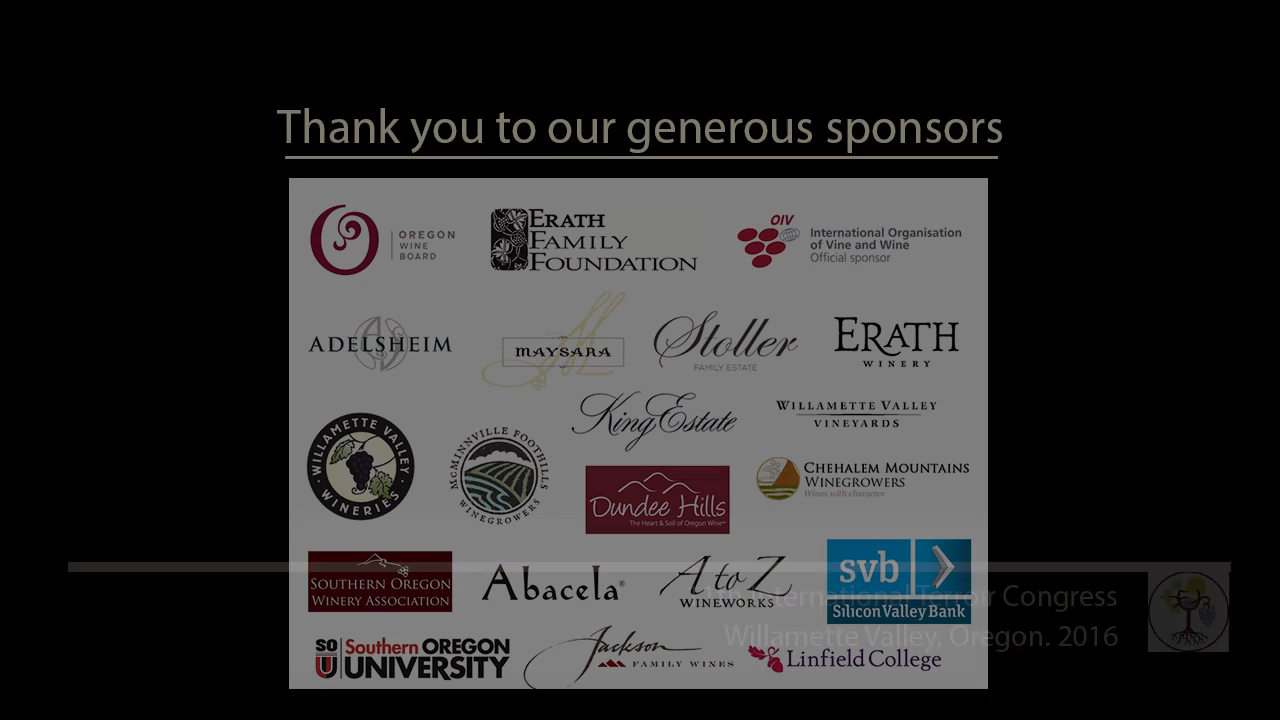 Thank you to our generous sponsors
OREGON
WINE
BOARD
ERATH
FAMILY
FOUNDATION
OIV
International Organisation
of Vine and Wine
Official sponsor
ADELSHEIM
MAYSARA
Stoller
FAMILY ESTATE
ERATH
WINERY
King Estate
WILLAMETTE VALLEY
VINEYARDS
WILLAMETTE VALLEY
WINERIES
MCMINNVILLE FOOTHILLS
WINEGROWERS
Dundee Hills
The Heart & Soil of Oregon Wine™
CHEHALEM MOUNTAINS
WINEGROWERS
Wines with character
SOUTHERN OREGON
WINERY ASSOCIATION
Abacela®
A to Z
WINEWORKS
svb
Silicon Valley Bank
International Terroir Congress
Willamette Valley, Oregon. 2016
SO
U
Southern OREGON
UNIVERSITY
Jackson
FAMILY WINES
Linfield College